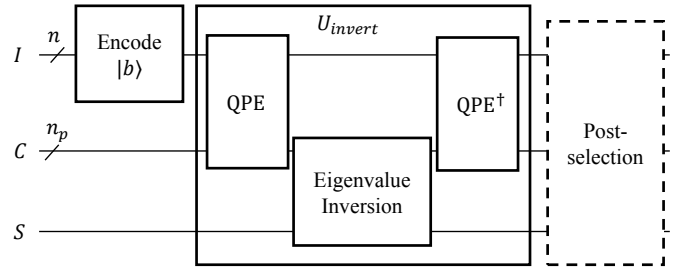 U_invert
I
n
Encode
|b⟩
QPE
QPE†
C
n_p
Eigenvalue
Inversion
Post-
selection
S